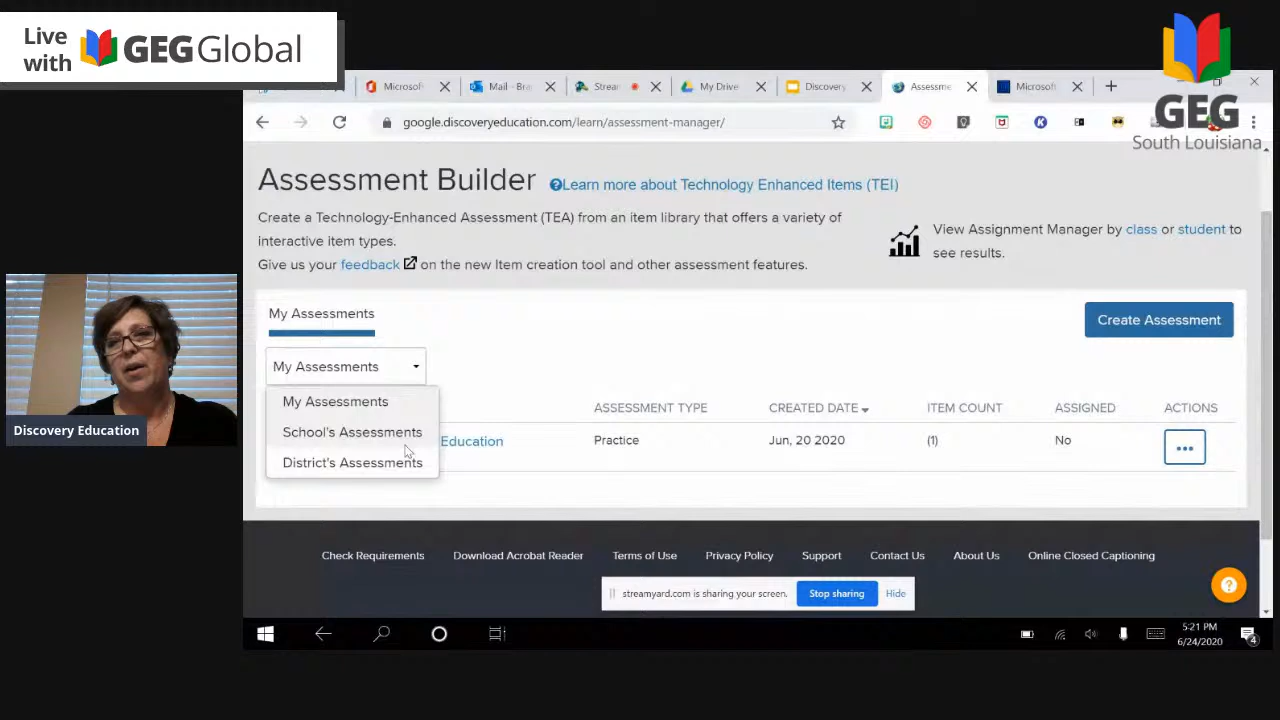 Live
with
GEG Global
GEG
South Louisiana
Microsoft
Mail - Bra
Strea
My Drive
Discovery
Assessme
Microsoft
google.discoveryeducation.com/learn/assessment-manager/
Assessment Builder
Learn more about Technology Enhanced Items (TEI)
Create a Technology-Enhanced Assessment (TEA) from an item library that offers a variety of
interactive item types.
Give us your feedback on the new Item creation tool and other assessment features.
View Assignment Manager by class or student to
see results.
My Assessments
Create Assessment
My Assessments
My Assessments
School's Assessments
District's Assessments
ASSESSMENT TYPE
CREATED DATE
ITEM COUNT
ASSIGNED
ACTIONS
Education
Practice
Jun, 20 2020
(1)
No
Discovery Education
Check Requirements
Download Acrobat Reader
Terms of Use
Privacy Policy
Support
Contact Us
About Us
Online Closed Captioning
streamyard.com is sharing your screen.
Stop sharing
Hide
5:21 PM
6/24/2020
4